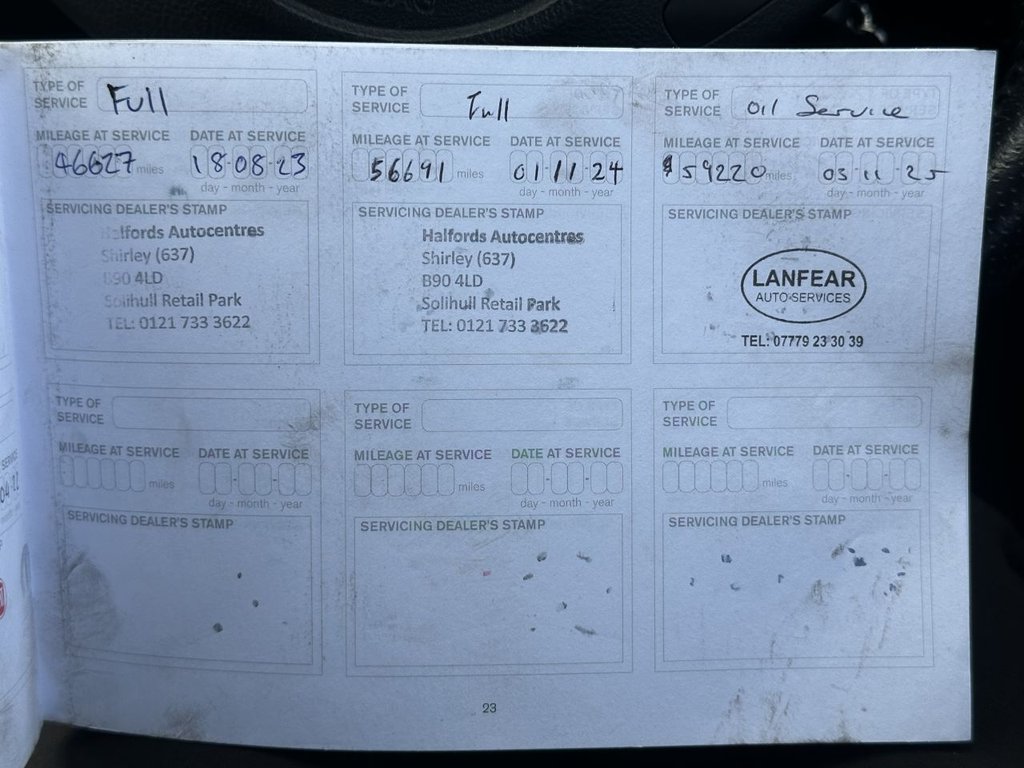 TYPE OF SERVICE Full
MILEAGE AT SERVICE DATE AT SERVICE
46627 miles 18-08-23
day - month - year
SERVICING DEALER'S STAMP
Halfords Autocentres
Shirley (637)
B90 4LD
Solihull Retail Park
TEL: 0121 733 3622
TYPE OF SERVICE Full
MILEAGE AT SERVICE DATE AT SERVICE
56691 miles 01-11-24
day - month - year
SERVICING DEALER'S STAMP
Halfords Autocentres
Shirley (637)
B90 4LD
Solihull Retail Park
TEL: 0121 733 3622
TYPE OF SERVICE Oil Service
MILEAGE AT SERVICE DATE AT SERVICE
59220 miles 05-11-25
day - month - year
SERVICING DEALER'S STAMP
LANFEAR
AUTO SERVICES
TEL: 07779 23 30 39
TYPE OF SERVICE
MILEAGE AT SERVICE DATE AT SERVICE
miles
day - month - year
SERVICING DEALER'S STAMP
TYPE OF SERVICE
MILEAGE AT SERVICE DATE AT SERVICE
miles
day - month - year
SERVICING DEALER'S STAMP
TYPE OF SERVICE
MILEAGE AT SERVICE DATE AT SERVICE
miles
day - month - year
SERVICING DEALER'S STAMP
23